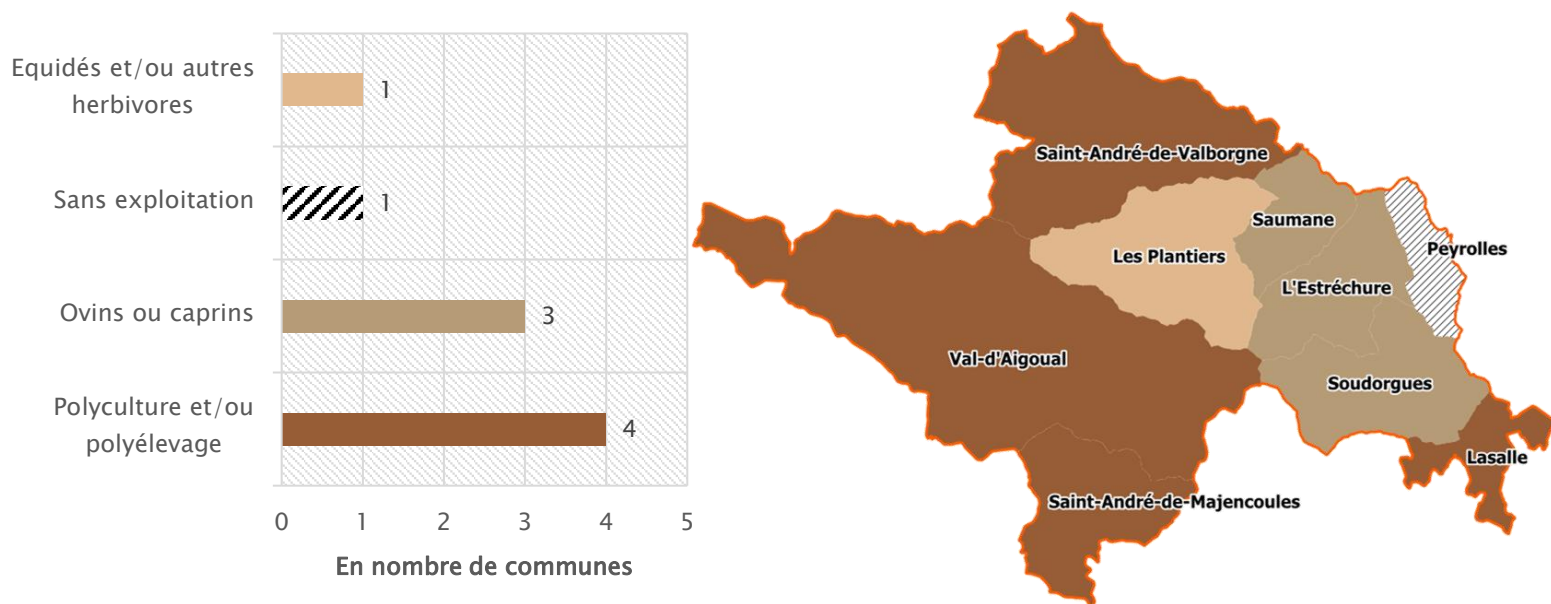 Equidés et/ou autres
herbivores
1
Sans exploitation
1
Ovins ou caprins
3
Polyculture et/ou
polyélevage
4
0 1 2 3 4 5
En nombre de communes
Saint-André-de-Valborgne
Saumane
Peyrolles
Les Plantiers
L'Estréchure
Val-d'Aigoual
Soudorgues
Lasalle
Saint-André-de-Majencoules